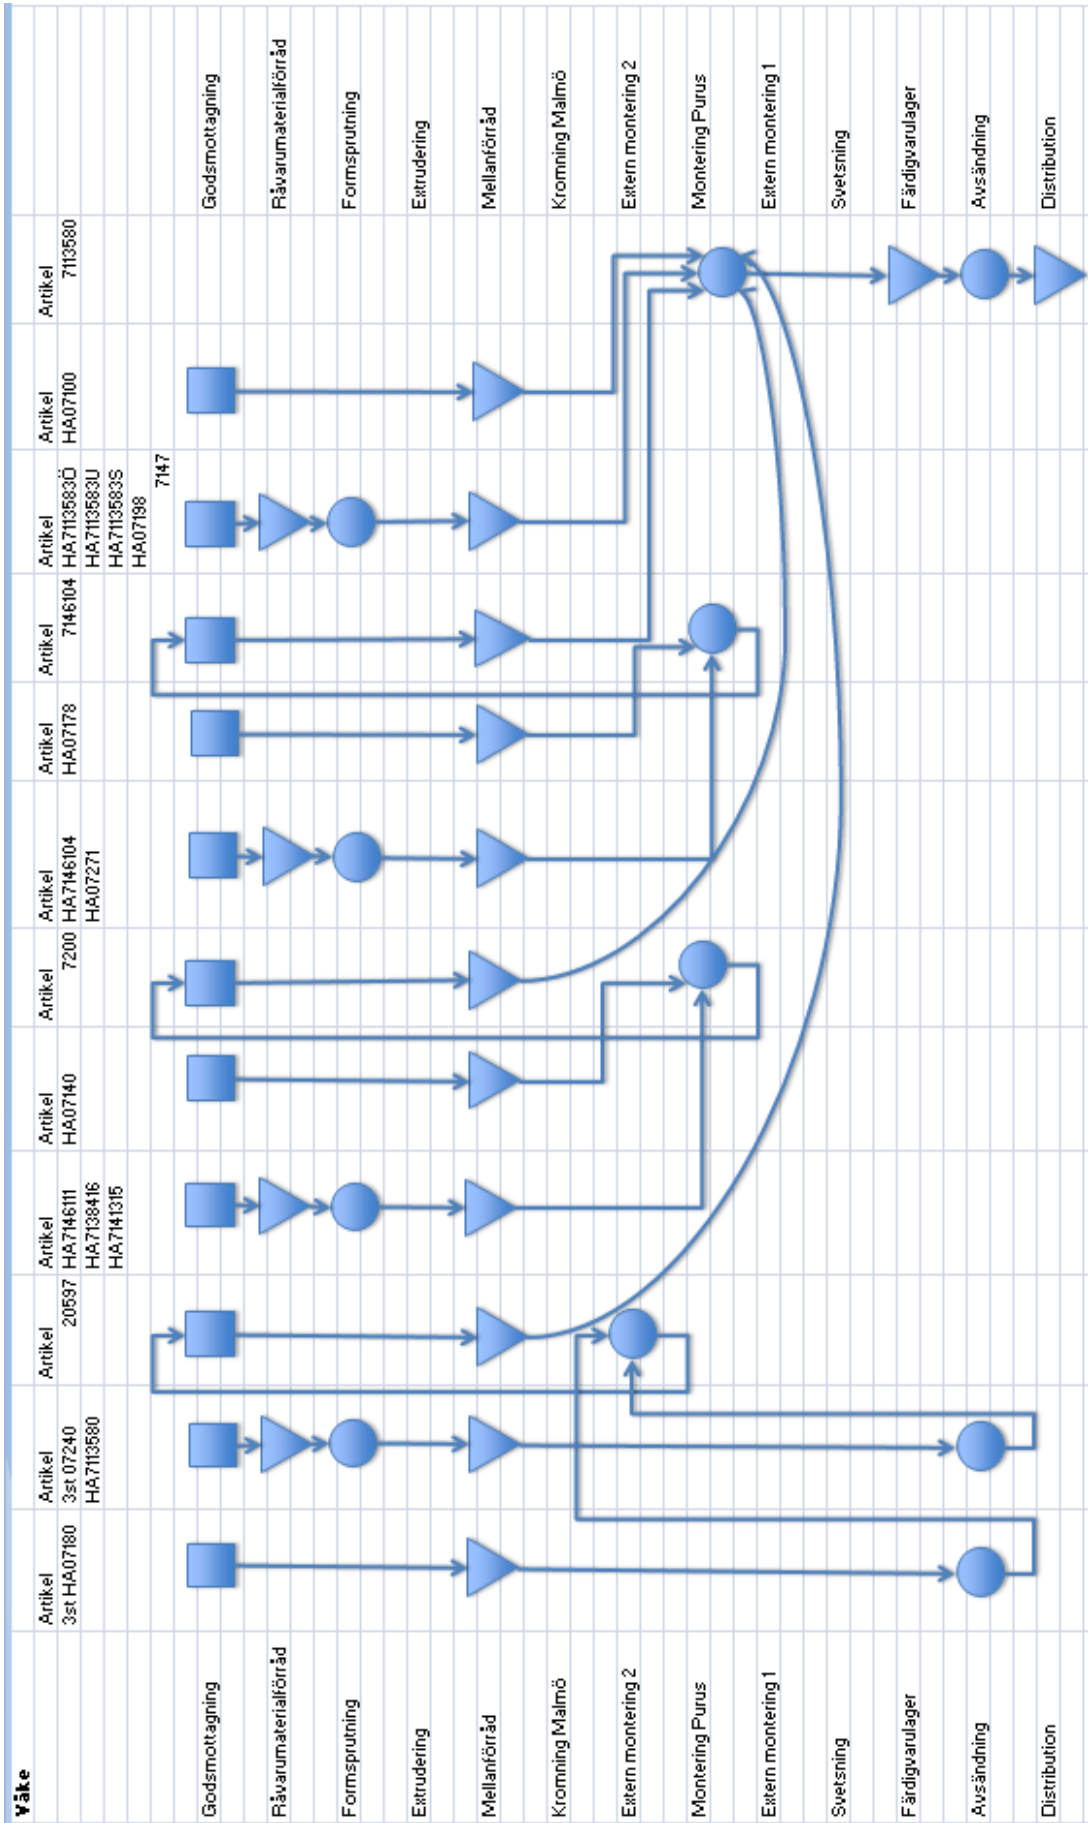 Våke
Artikel
3st HA07180
Artikel
3st 07240
HA7113580
Artikel
20597
Artikel
HA7146111
HA7138416
HA7141315
Artikel
HA07140
Artikel
7200
Artikel
HA7146104
HA07271
Artikel
HA07178
Artikel
7146104
Artikel
HA7113583Ö
HA7113583U
HA7113583S
HA07198
7147
Artikel
HA07100
Artikel
7113580
Godsmottagning
Råvarumaterialförråd
Formsprutning
Extrudering
Mellanförråd
Kromning Malmö
Extern montering 2
Montering Purus
Extern montering 1
Svetsning
Färdigvarulager
Avsändning
Distribution
Godsmottagning
Råvarumaterialförråd
Formsprutning
Extrudering
Mellanförråd
Kromning Malmö
Extern montering 2
Montering Purus
Extern montering 1
Svetsning
Färdigvarulager
Avsändning
Distribution